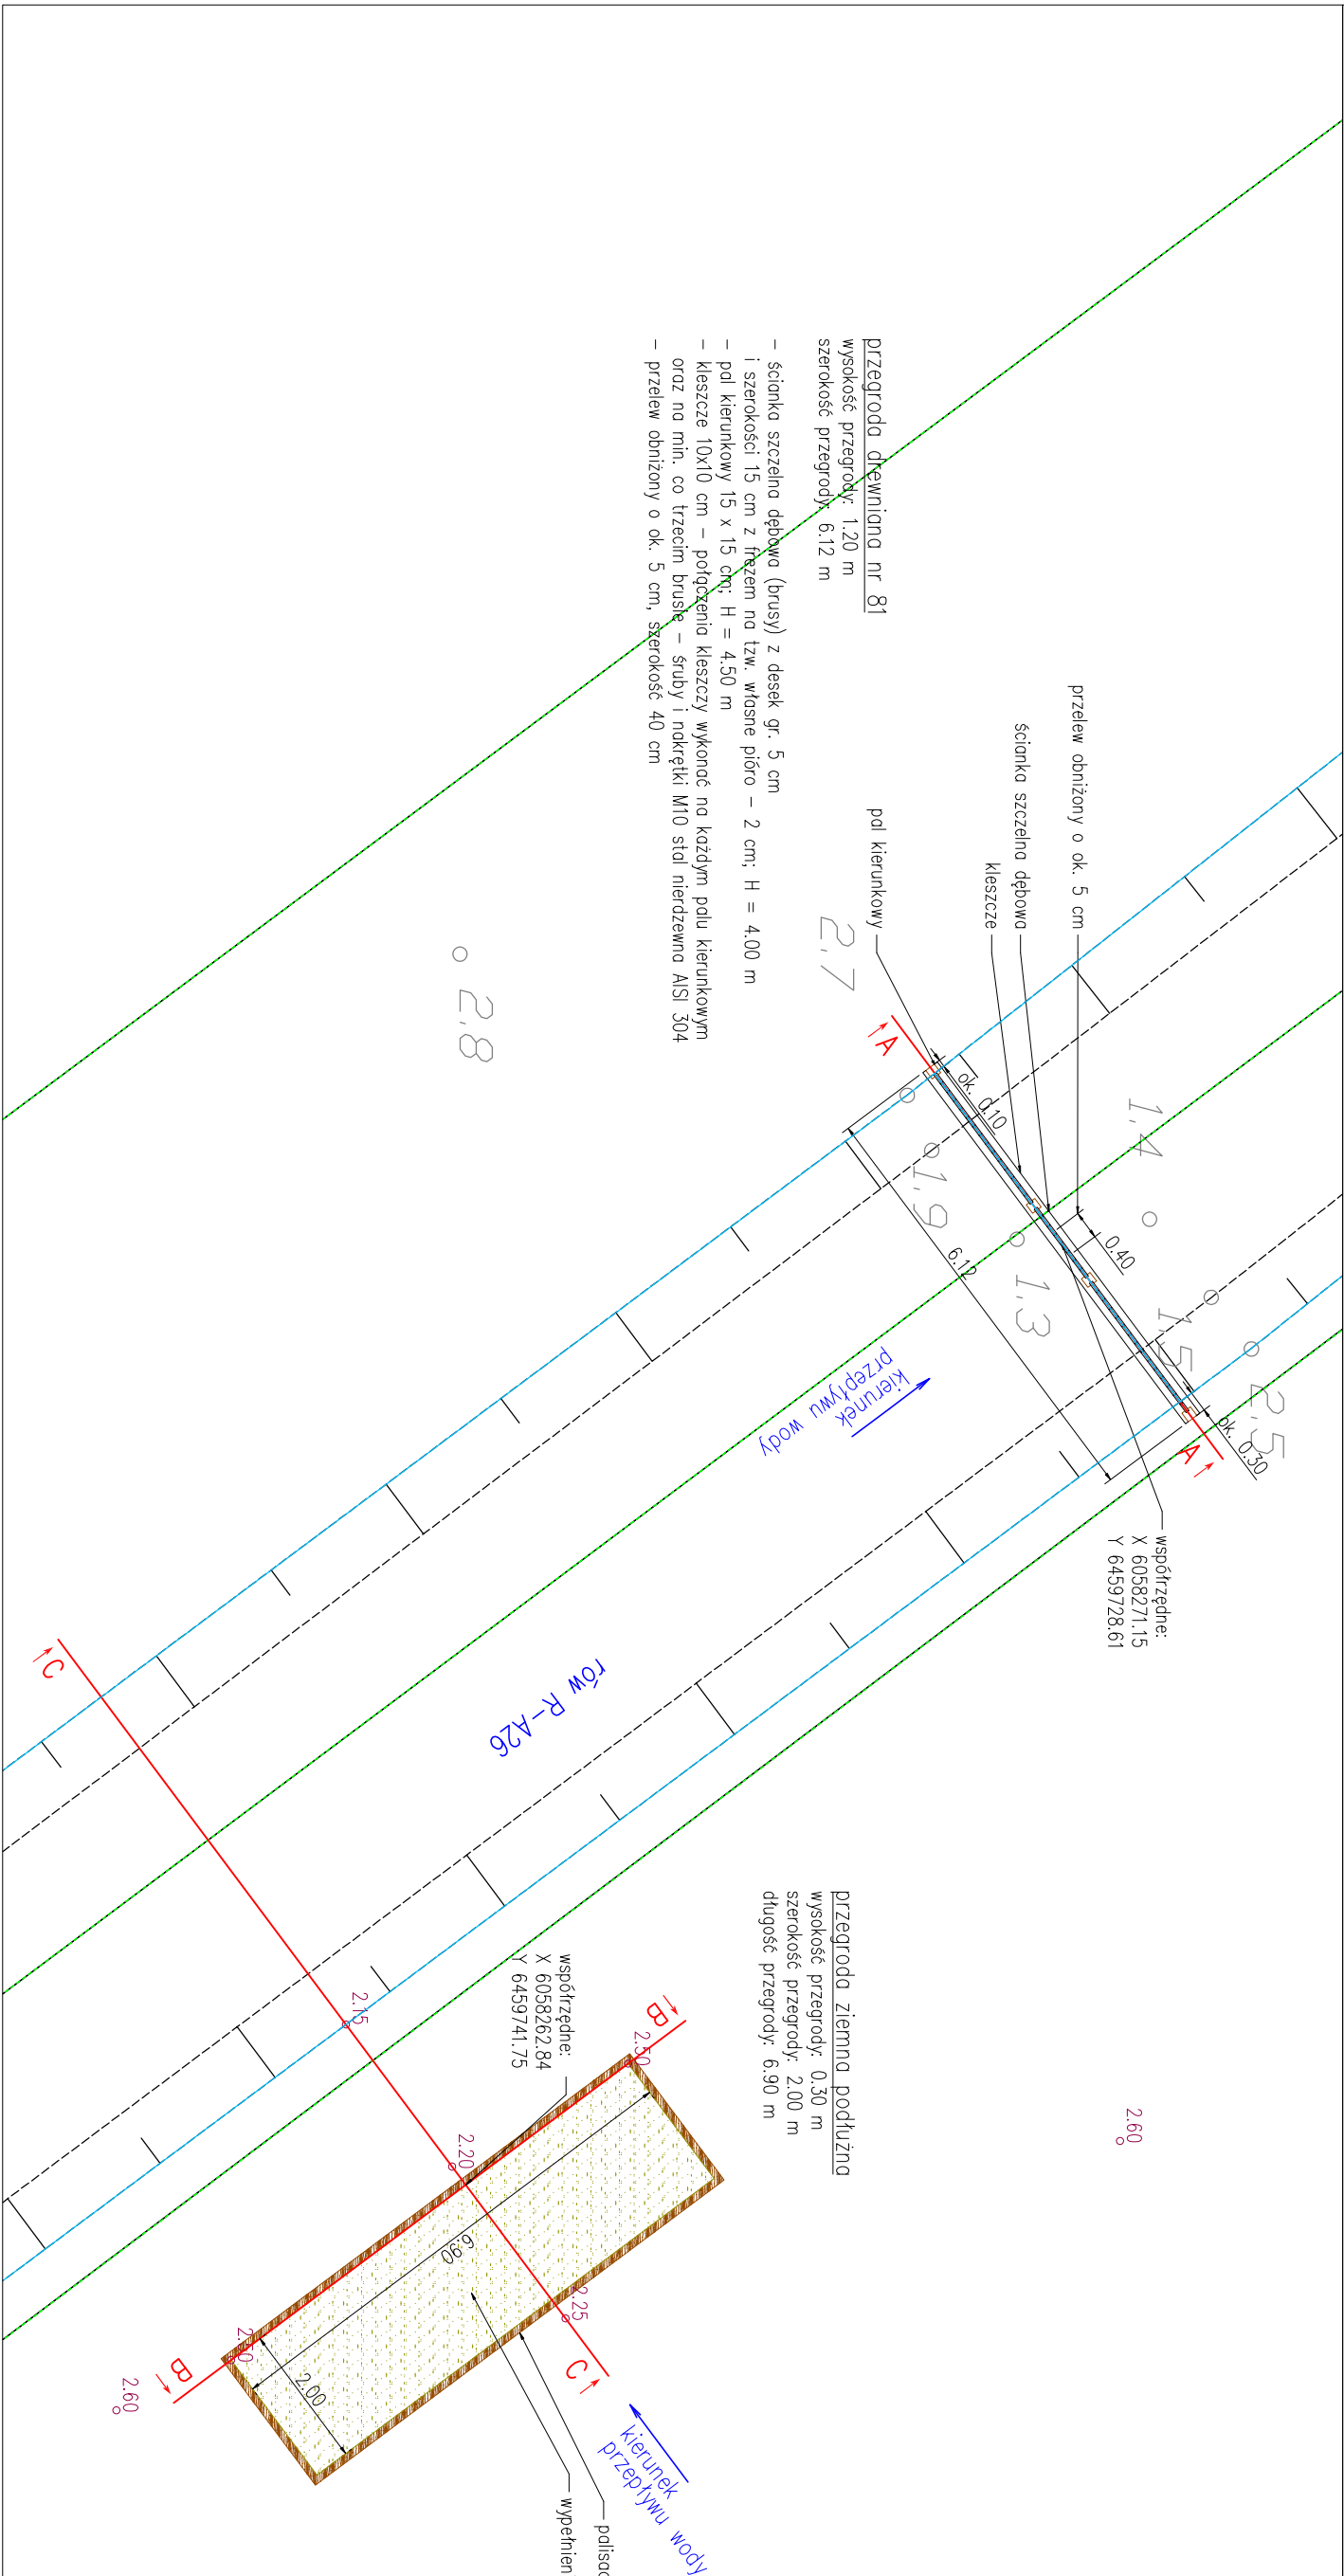 przegroda drewniana nr 81
wysokość przegrody: 1.20 m
szerokość przegrody: 6.12 m
- ścianka szczelna dębowa (brusy) z desek gr. 5 cm
i szerokości 15 cm z frezem na tzw. własne pióro - 2 cm; H = 4.00 m
- pal kierunkowy 15 x 15 cm; H = 4.50 m
- kleszcze 10x10 cm - połączenia kleszczy wykonać na każdym palu kierunkowym
oraz na min. co trzecim brusie - śruby i nakrętki M10 stal nierdzewna AISI 304
- przelew obniżony o ok. 5 cm, szerokość 40 cm
przelew obniżony o ok. 5 cm
ścianka szczelna dębowa
kleszcze
pal kierunkowy
2,7
2,8
1,4
1,9
1,3
1,5
2,5
A
A
ok. 0.10
0.40
6.12
ok. 0.30
współrzędne:
X 6058271.15
Y 6459728.61
kierunek
przepływu wody
rów R-A26
C
C
przegroda ziemna podłużna
wysokość przegrody: 0.30 m
szerokość przegrody: 2.00 m
długość przegrody: 6.90 m
współrzędne:
X 6058262.84
Y 6459741.75
B
B
2.15
2.50
2.20
2.25
2.50
2.60
2.60
6.90
2.00
kierunek
przepływu wody
palisad
wypełnien